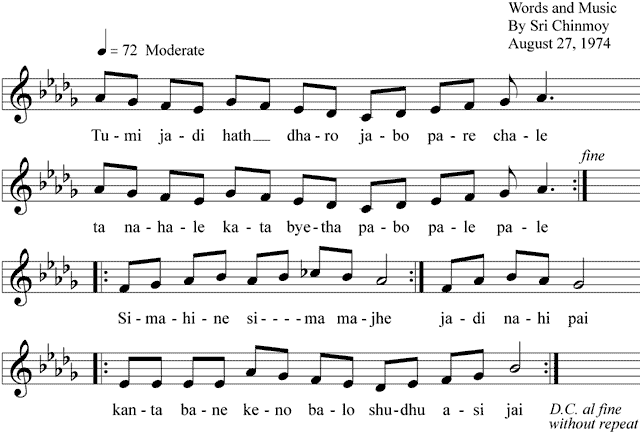 Words and Music
By Sri Chinmoy
August 27, 1974
= 72 Moderate
Tu - mi ja - di hath__ dha - ro ja - bo pa - re cha - le
fine
ta na - ha - le ka - ta bye - tha pa - bo pa - le pa - le
Si - ma - hi - ne si - - - - ma ma - jhe ja - di na - hi pai
kan - ta ba - ne ke - no ba - lo shu - dhu a - si jai
D.C. al fine
without repeat